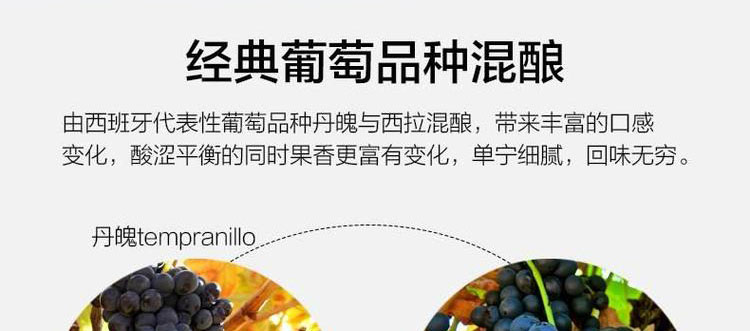 经典葡萄品种混酿
由西班牙代表性葡萄品种丹魄与西拉混酿，带来丰富的口感
变化，酸涩平衡的同时果香更富有变化，单宁细腻，回味无穷。
丹魄tempranillo